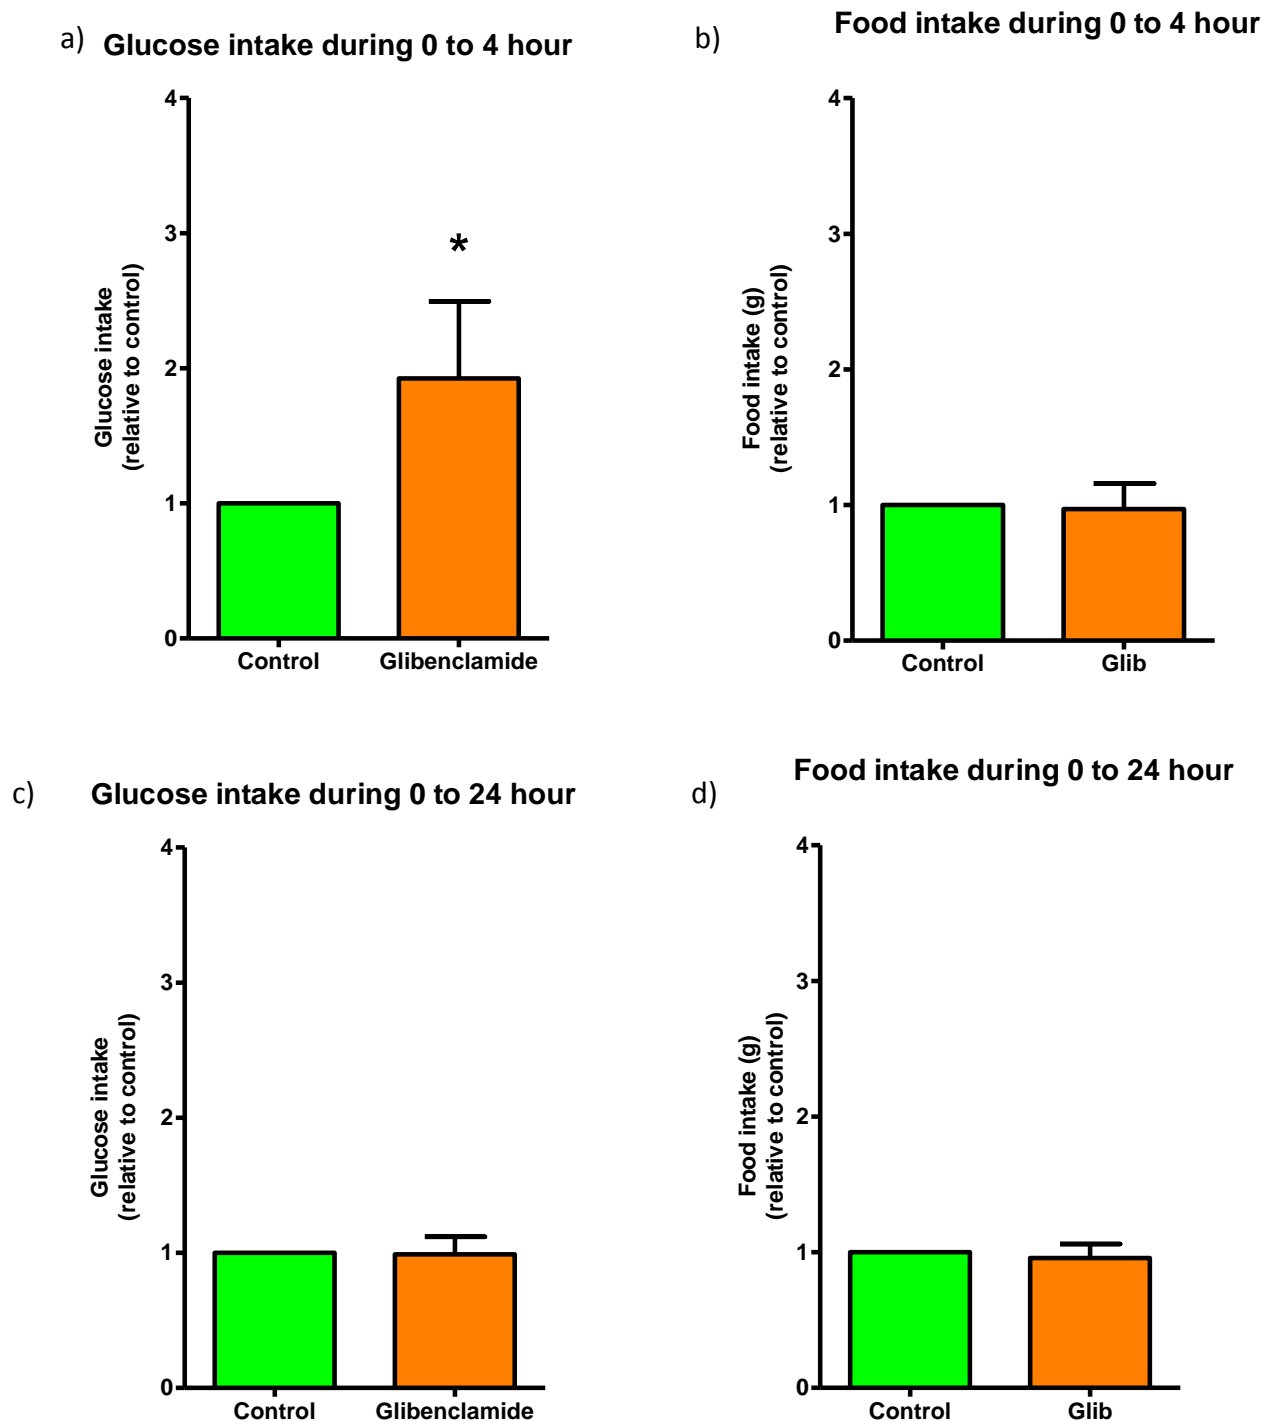 a)
Glucose intake during 0 to 4 hour
4
3
2
1
0
Glucose intake
(relative to control)
*
Control
Glibenclamide
b)
Food intake during 0 to 4 hour
4
3
2
1
0
Food intake (g)
(relative to control)
Control
Glib
c)
Glucose intake during 0 to 24 hour
4
3
2
1
0
Glucose intake
(relative to control)
Control
Glibenclamide
d)
Food intake during 0 to 24 hour
4
3
2
1
0
Food intake (g)
(relative to control)
Control
Glib